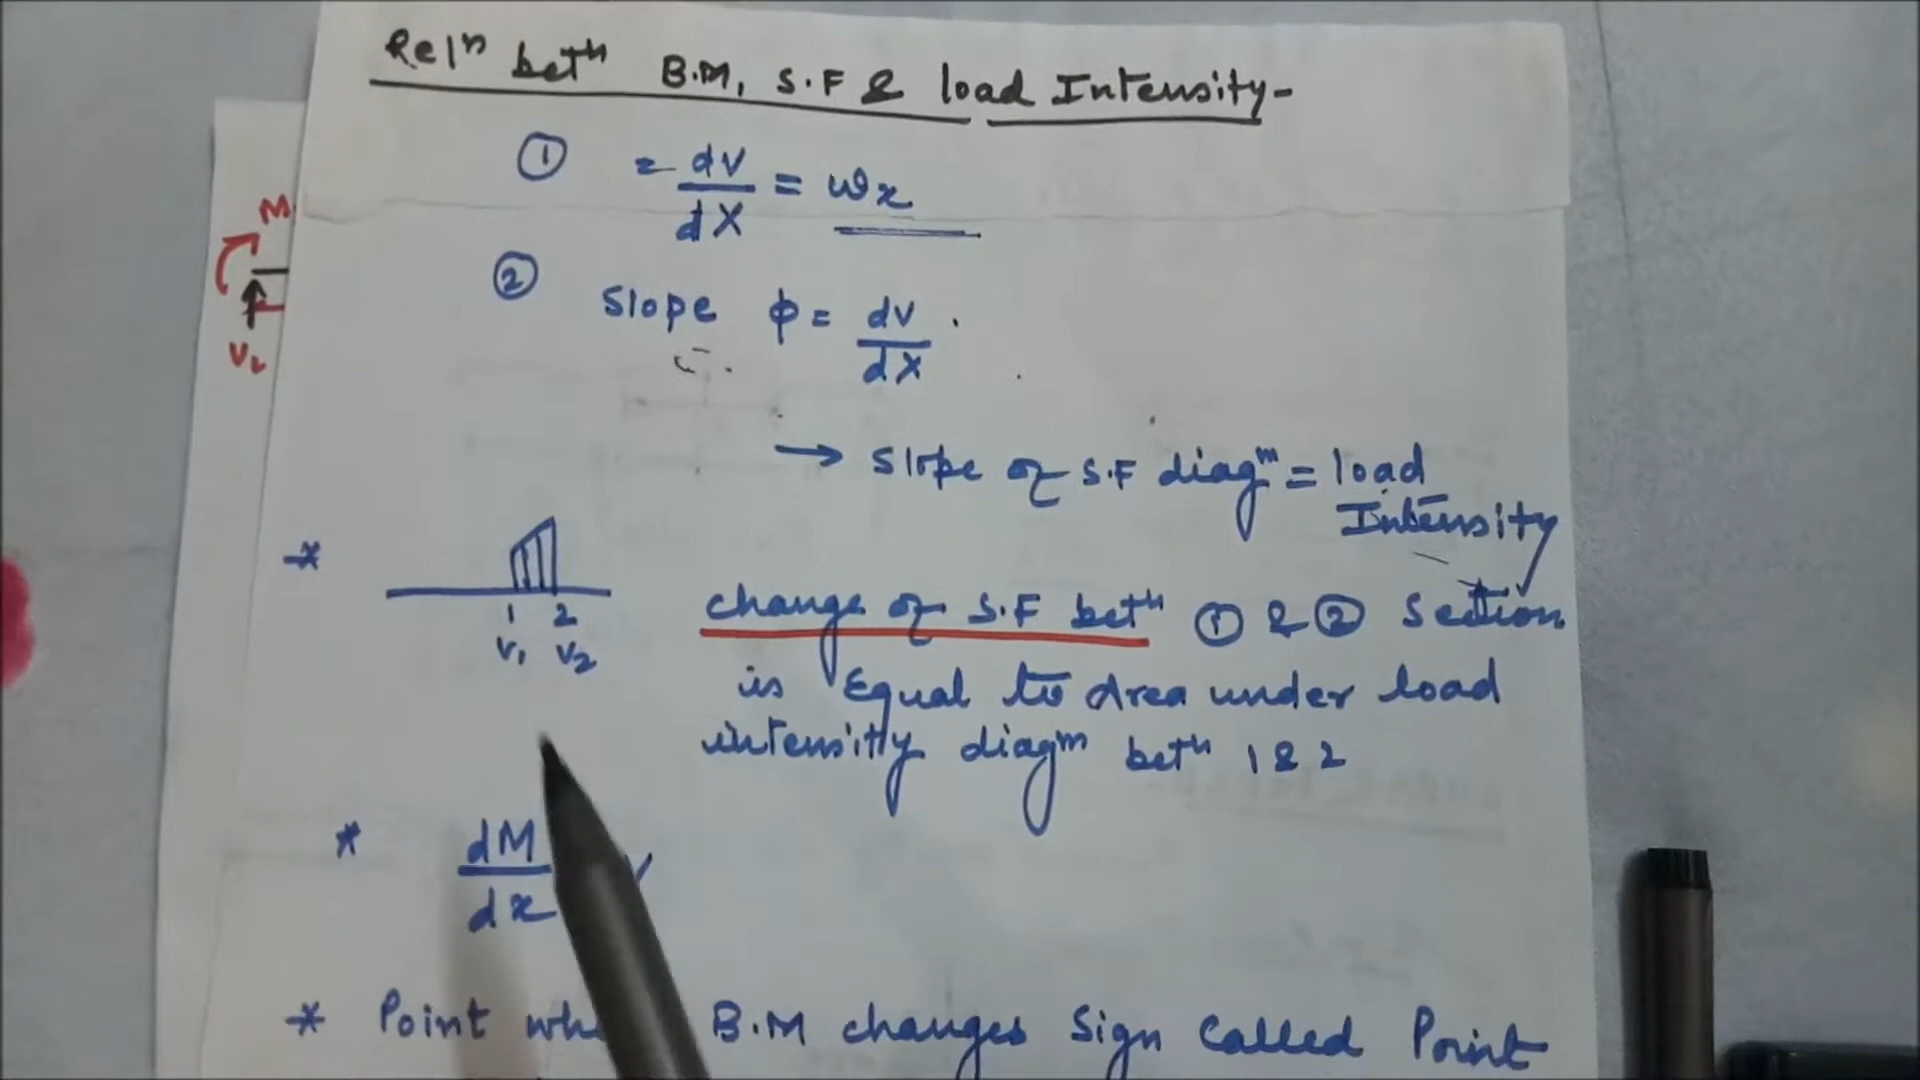 Relⁿ betⁿ B.M, S.F & load Intensity-
① = dV/dX = wx
② Slope ϕ = dV/dX
M
V₂
→ Slope of S.F diagᵐ = load
Intensity
* 1 2
V₁ V₂
change of S.F betⁿ ① & ② Section
is Equal to Area under load
intensitly diagᵐ betⁿ 1 & 2
* dM/dx V
* Point B.M changes Sign Called Point